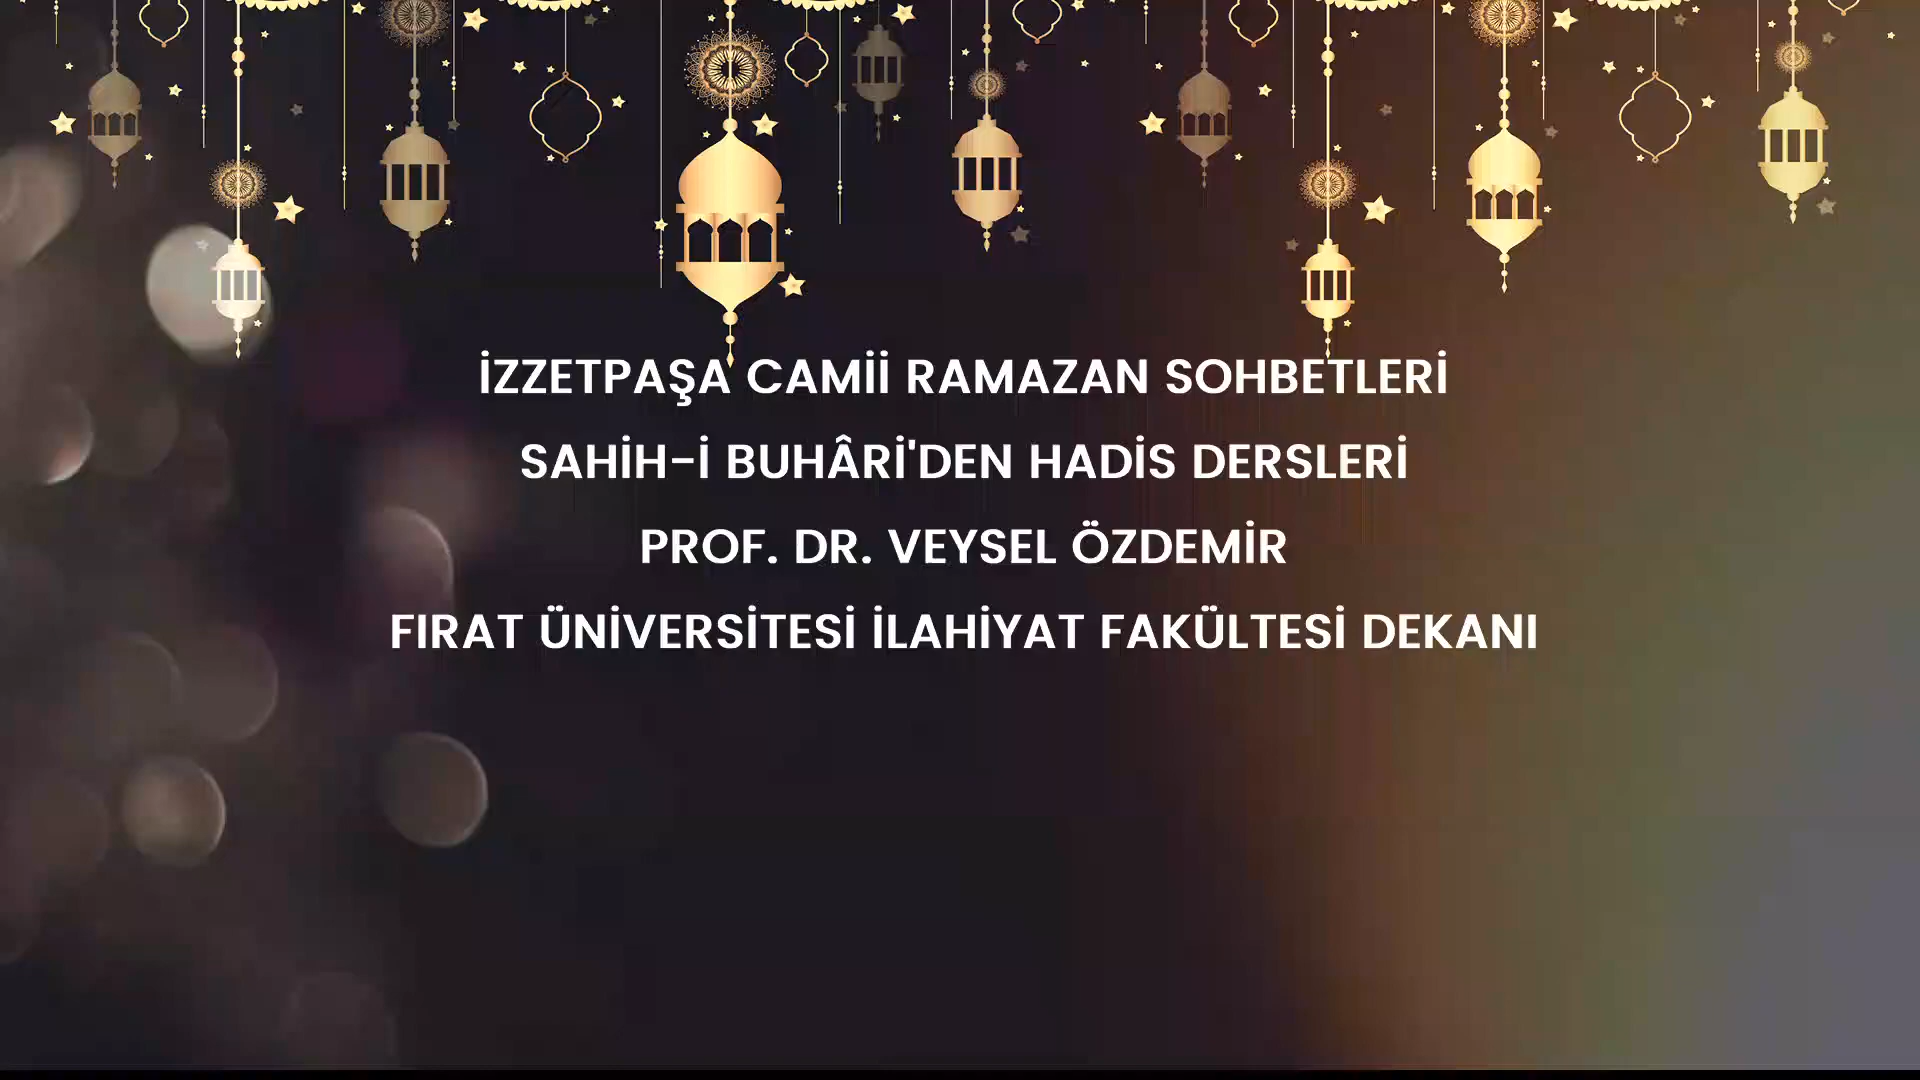 İZZETPAŞA CAMİİ RAMAZAN SOHBETLERİ
SAHİH-İ BUHÂRİ'DEN HADİS DERSLERİ
PROF. DR. VEYSEL ÖZDEMİR
FIRAT ÜNİVERSİTESİ İLAHİYAT FAKÜLTESİ DEKANI